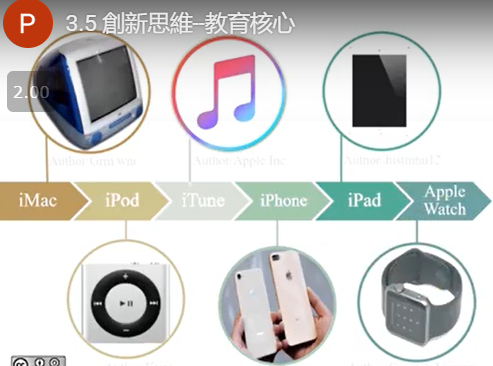 P
3.5 創新思維--教育核心
2.00
Author Grm wnr
Author Apple Inc
Author Instrunu12
iMac
iPod
iTune
iPhone
iPad
Apple
Watch